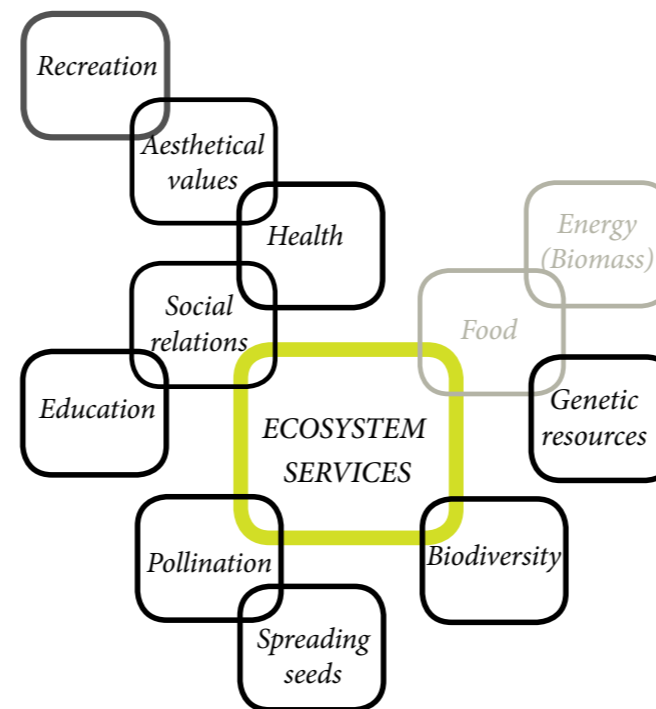 Recreation
Aesthetical
values
Health
Energy
(Biomass)
Social
relations
Food
Education
Genetic
resources
ECOSYSTEM
SERVICES
Pollination
Biodiversity
Spreading
seeds